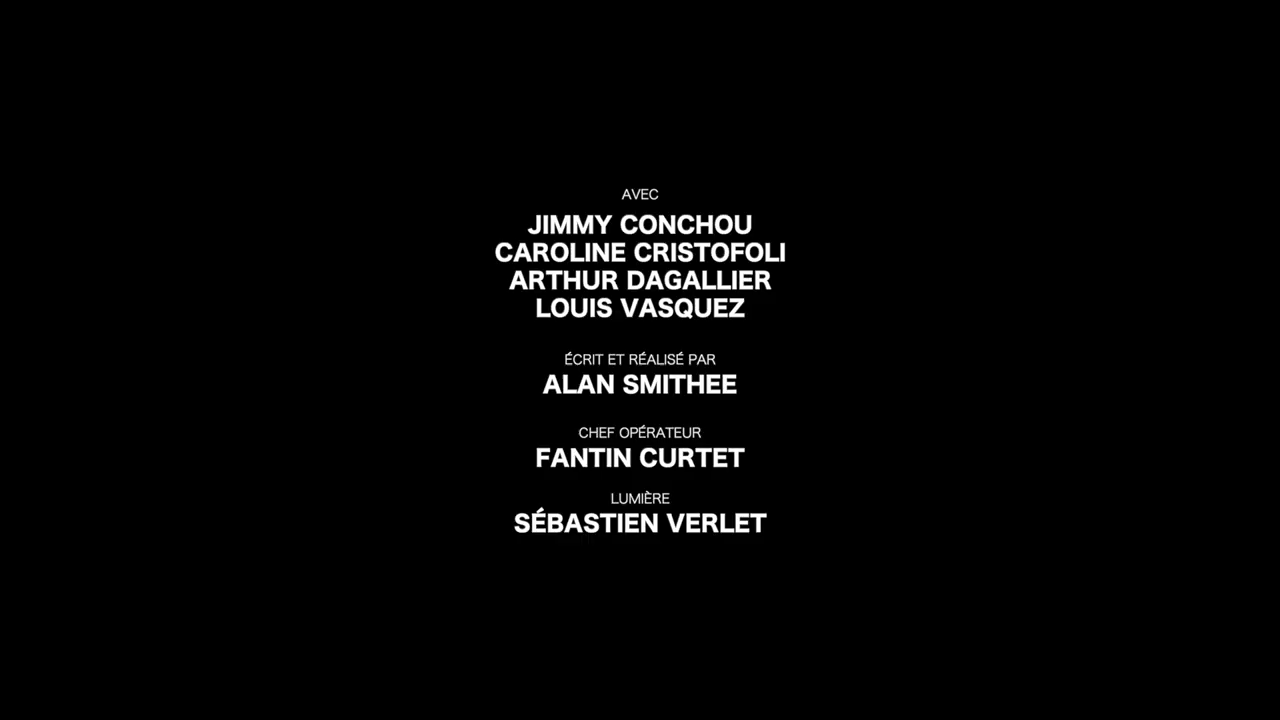 AVEC
JIMMY CONCHOU
CAROLINE CRISTOFOLI
ARTHUR DAGALLIER
LOUIS VASQUEZ
ÉCRIT ET RÉALISÉ PAR
ALAN SMITHEE
CHEF OPÉRATEUR
FANTIN CURTET
LUMIÈRE
SÉBASTIEN VERLET